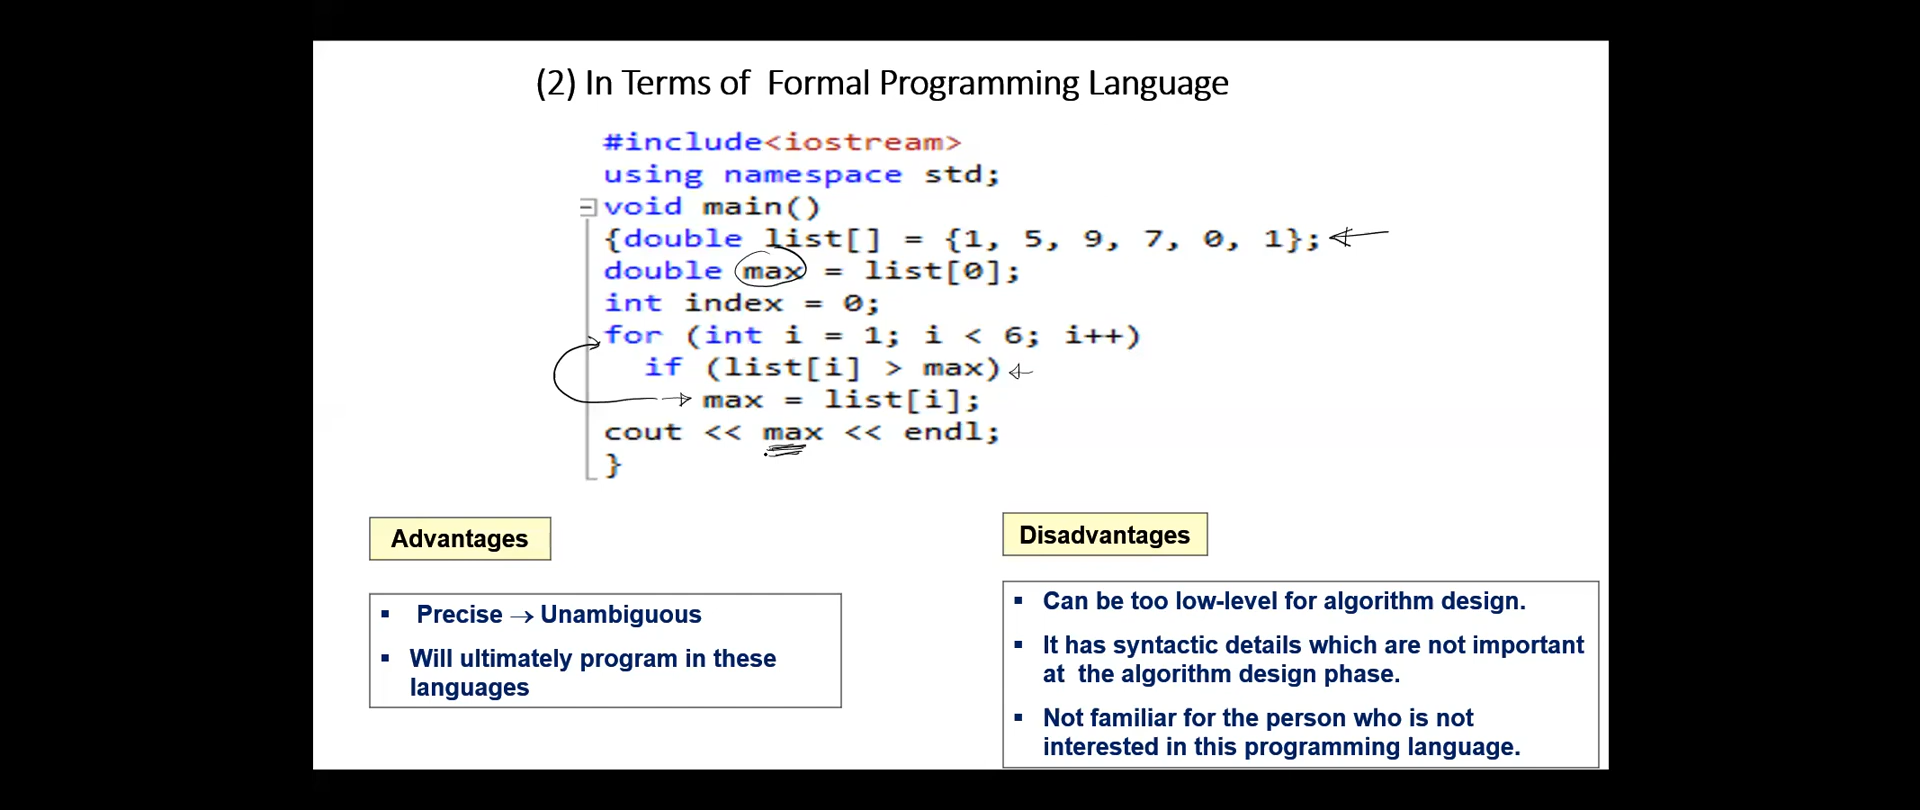 (2) In Terms of Formal Programming Language
#include<iostream>
using namespace std;
void main()
{double list[] = {1, 5, 9, 7, 0, 1};
double max = list[0];
int index = 0;
for (int i = 1; i < 6; i++)
if (list[i] > max)
max = list[i];
cout << max << endl;
}
Advantages
▪ Precise → Unambiguous
▪ Will ultimately program in these
languages
Disadvantages
▪ Can be too low-level for algorithm design.
▪ It has syntactic details which are not important
at the algorithm design phase.
▪ Not familiar for the person who is not
interested in this programming language.